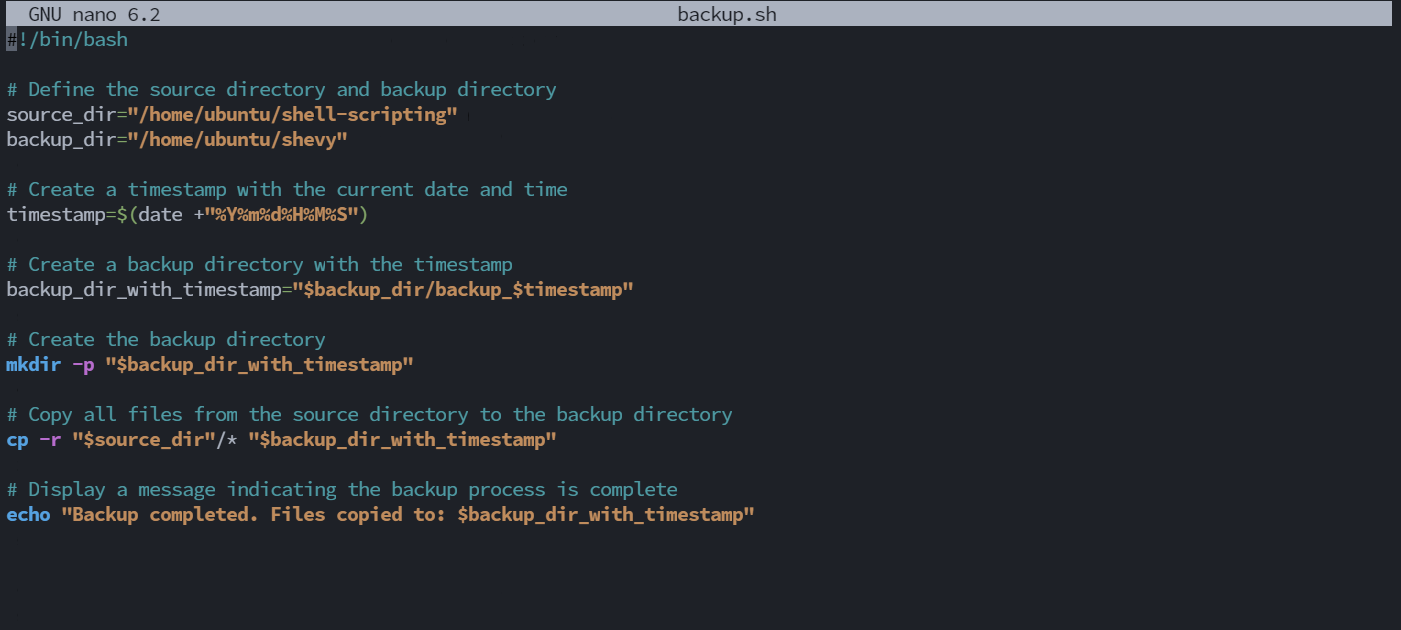 GNU nano 6.2 backup.sh
#!/bin/bash
# Define the source directory and backup directory
source_dir="/home/ubuntu/shell-scripting"
backup_dir="/home/ubuntu/shevy"
# Create a timestamp with the current date and time
timestamp=$(date +"%Y%m%d%H%M%S")
# Create a backup directory with the timestamp
backup_dir_with_timestamp="$backup_dir/backup_$timestamp"
# Create the backup directory
mkdir -p "$backup_dir_with_timestamp"
# Copy all files from the source directory to the backup directory
cp -r "$source_dir"/* "$backup_dir_with_timestamp"
# Display a message indicating the backup process is complete
echo "Backup completed. Files copied to: $backup_dir_with_timestamp"